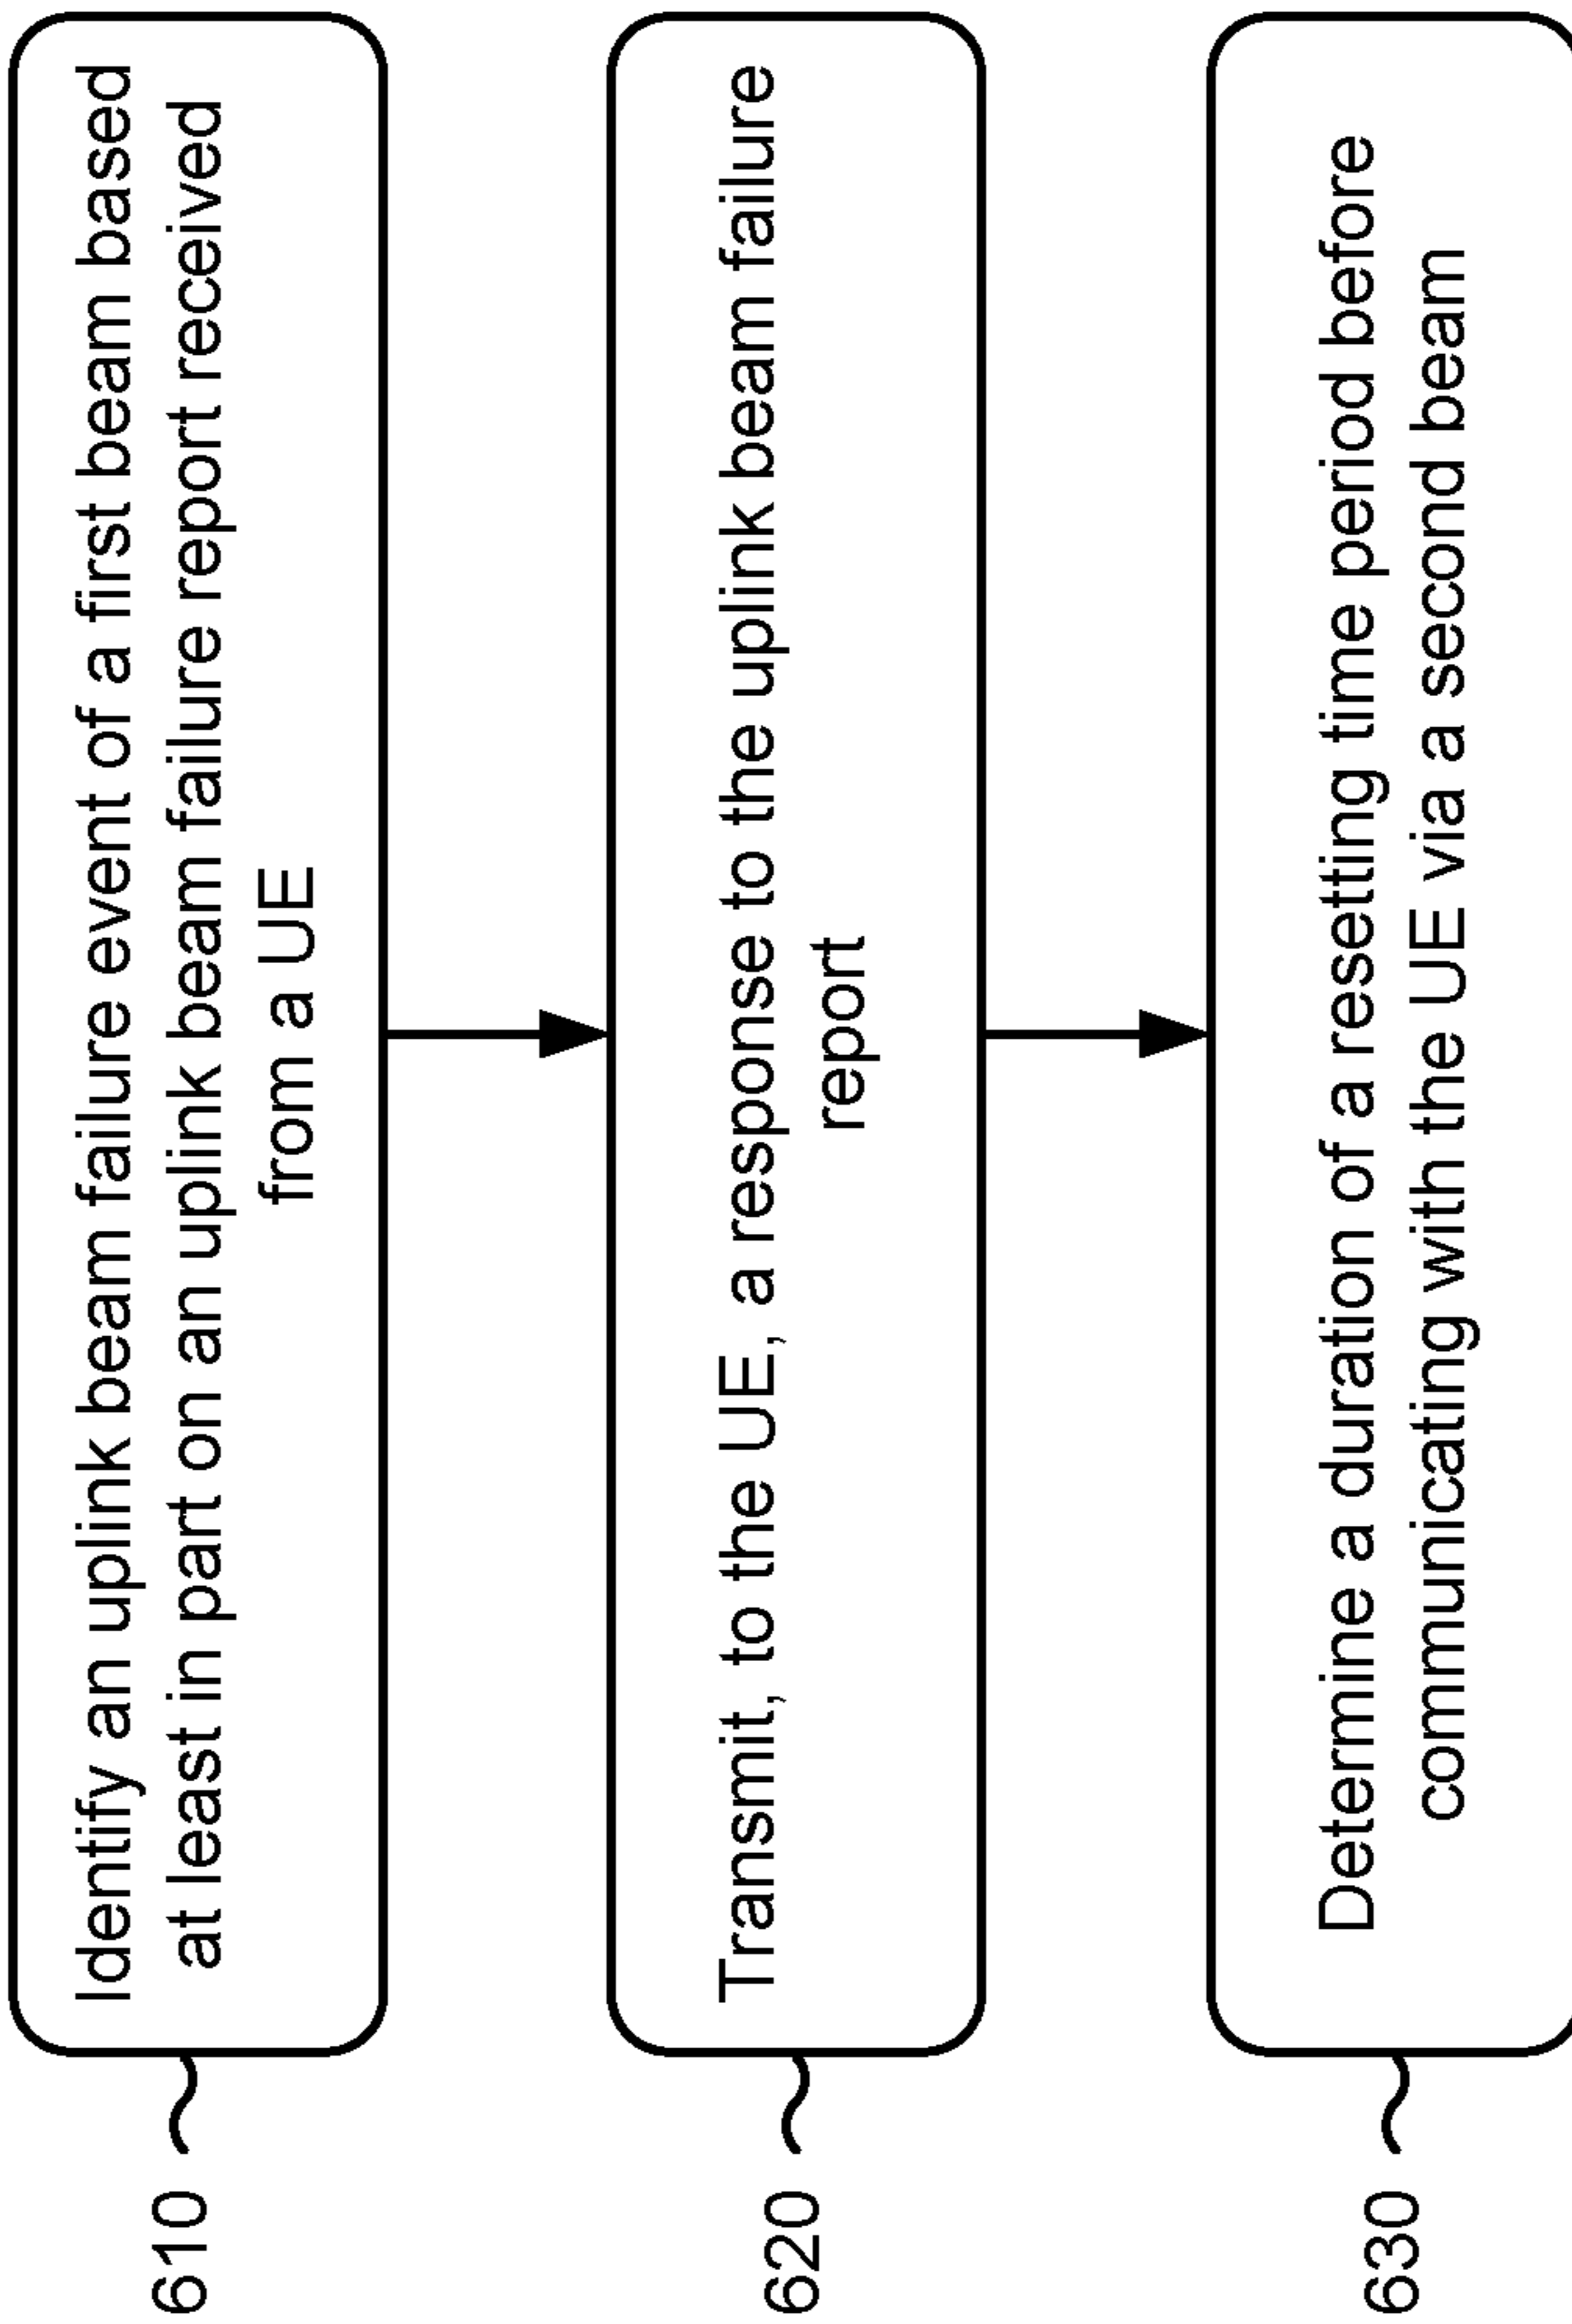 610
Identify an uplink beam failure event of a first beam based
at least in part on an uplink beam failure report received
from a UE
620
Transmit, to the UE, a response to the uplink beam failure
report
630
Determine a duration of a resetting time period before
communicating with the UE via a second beam